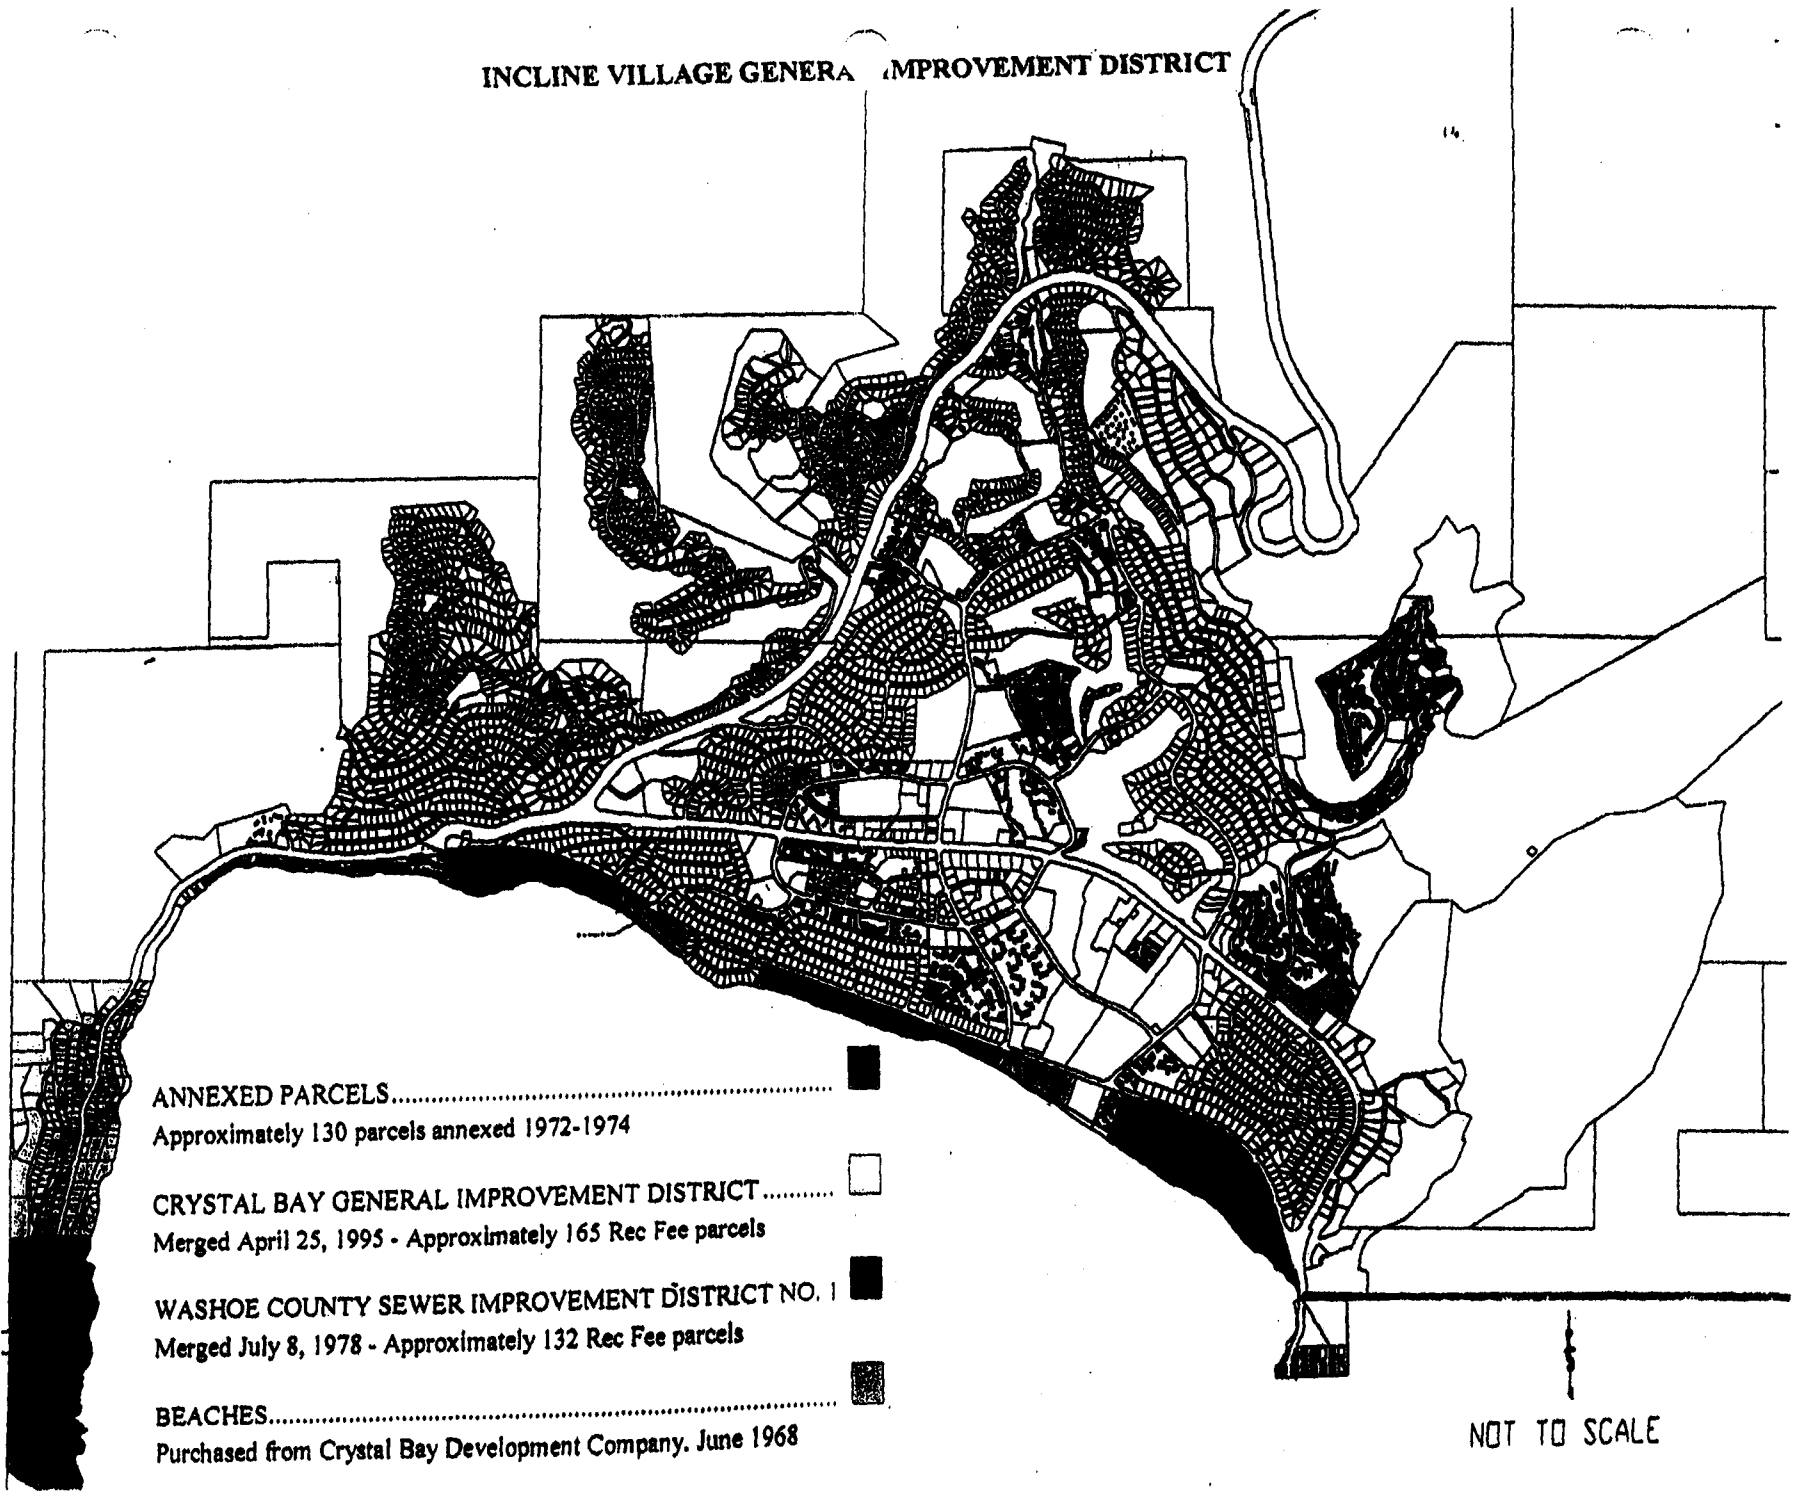 INCLINE VILLAGE GENERA IMPROVEMENT DISTRICT
ANNEXED PARCELS
Approximately 130 parcels annexed 1972-1974
CRYSTAL BAY GENERAL IMPROVEMENT DISTRICT
Merged April 25, 1995 - Approximately 165 Rec Fee parcels
WASHOE COUNTY SEWER IMPROVEMENT DISTRICT NO. 1
Merged July 8, 1978 - Approximately 132 Rec Fee parcels
BEACHES
Purchased from Crystal Bay Development Company. June 1968
NOT TO SCALE